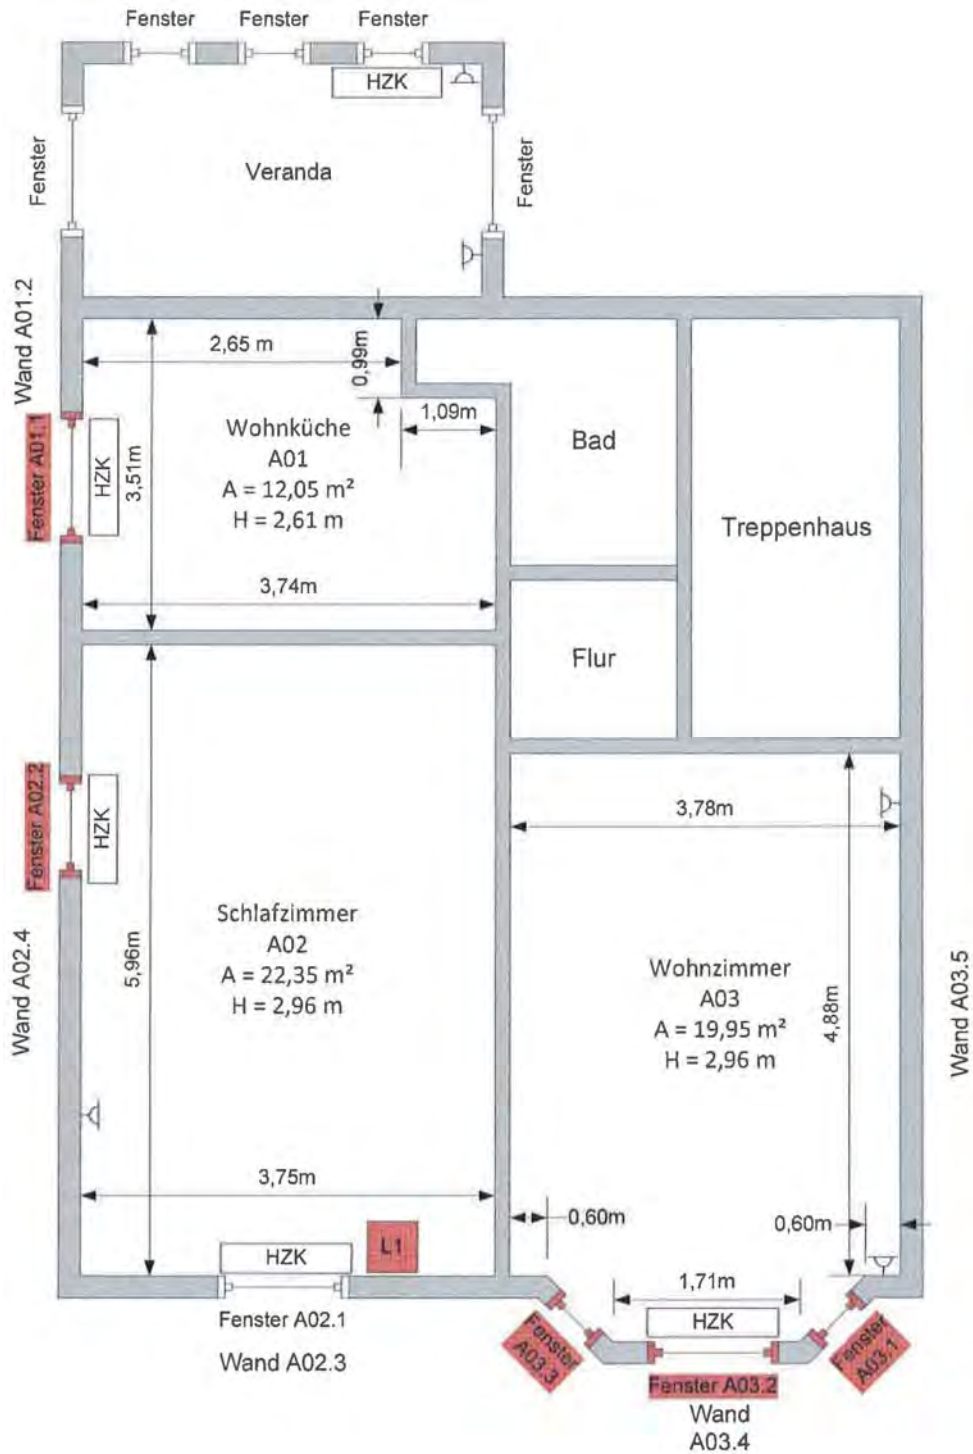 Fenster
Fenster
Fenster
HZK
Fenster
Veranda
Fenster
Wand A01.2
2,65 m
0,99m
1,09m
Fenster A01.1
HZK
3,51m
Wohnküche
A01
A = 12,05 m²
H = 2,61 m
Bad
Treppenhaus
3,74m
Flur
Fenster A02.2
HZK
3,78m
Wand A02.4
5,96m
Schlafzimmer
A02
A = 22,35 m²
H = 2,96 m
Wohnzimmer
A03
A = 19,95 m²
H = 2,96 m
4,88m
Wand A03.5
3,75m
0,60m
0,60m
L1
HZK
1,71m
HZK
Fenster A02.1
Wand A02.3
Fenster
A03.3
Fenster
A03.1
Fenster A03.2
Wand
A03.4